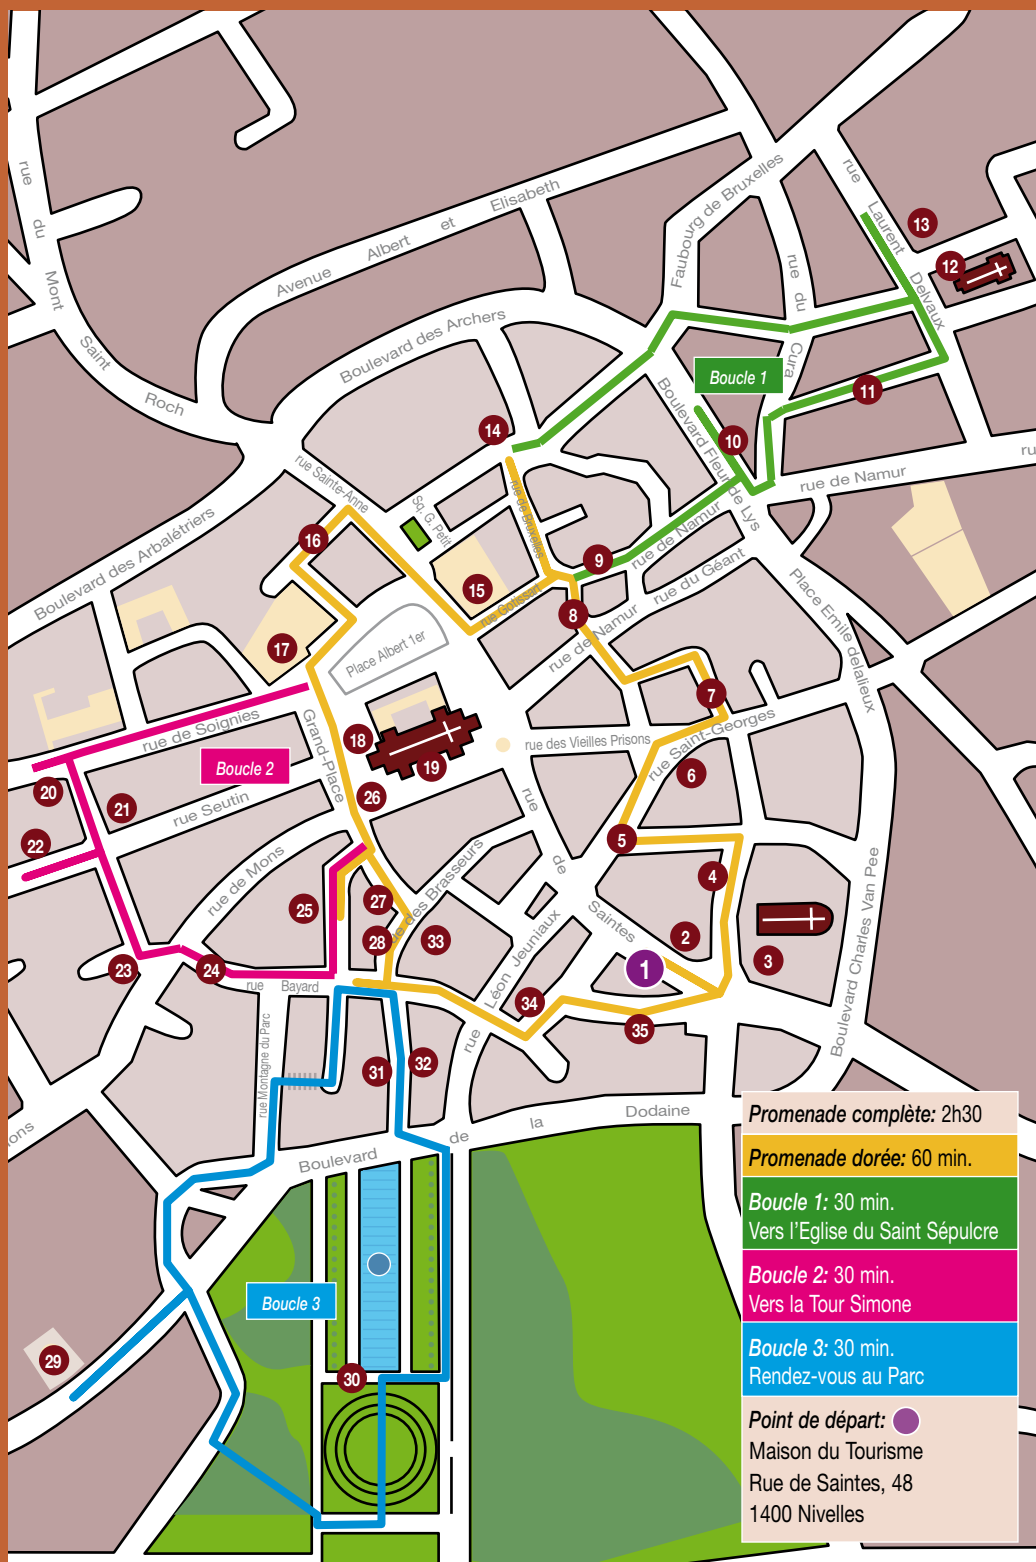 rue du Mont Saint Roch
Avenue Albert et Elisabeth
Boulevard des Archers
Faubourg de Bruxelles
rue Laurent Delvaux
rue du Cura
13
12
Boucle 1
11
14
10
Boulevard Fleur de Lys
rue de Namur
ru
rue Sainte-Anne
Sq. G. Petit
rue de Bruxelles
Boulevard des Arbalétriers
16
9
rue de Namur
rue du Géant
15
rue Gotissart
8
rue de Namur
Place Emile delalieux
17
Place Albert 1er
7
rue de Soignies
Grand-Place
18
19
rue des Vieilles Prisons
rue Saint-Georges
6
Boucle 2
20
21
rue Seutin
26
rue de
22
5
rue de Mons
4
Boulevard Charles Van Pee
25
27
28
rue des Brasseurs
33
Saintes
2
1
3
23
24
rue Bayard
rue Léon Jeuniaux
34
35
rue Montagne du Parc
31
32
ons
Boulevard de la Dodaine
Boucle 3
29
30
Promenade complète: 2h30
Promenade dorée: 60 min.
Boucle 1: 30 min.
Vers l'Eglise du Saint Sépulcre
Boucle 2: 30 min.
Vers la Tour Simone
Boucle 3: 30 min.
Rendez-vous au Parc
Point de départ:
Maison du Tourisme
Rue de Saintes, 48
1400 Nivelles